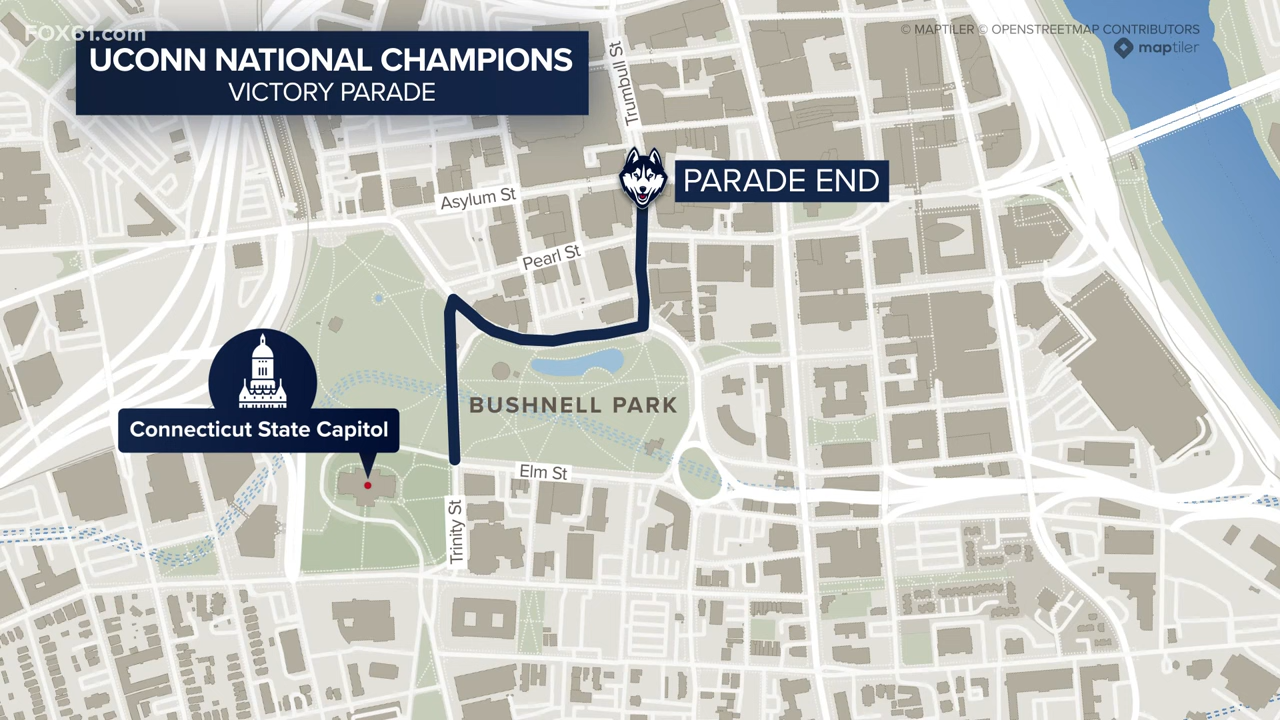 FOX61.com
© MAPTILER © OPENSTREETMAP CONTRIBUTORS
maptiler
UCONN NATIONAL CHAMPIONS
VICTORY PARADE
Trumbull St
PARADE END
Asylum St
Pearl St
BUSHNELL PARK
Connecticut State Capitol
Elm St
Trinity St